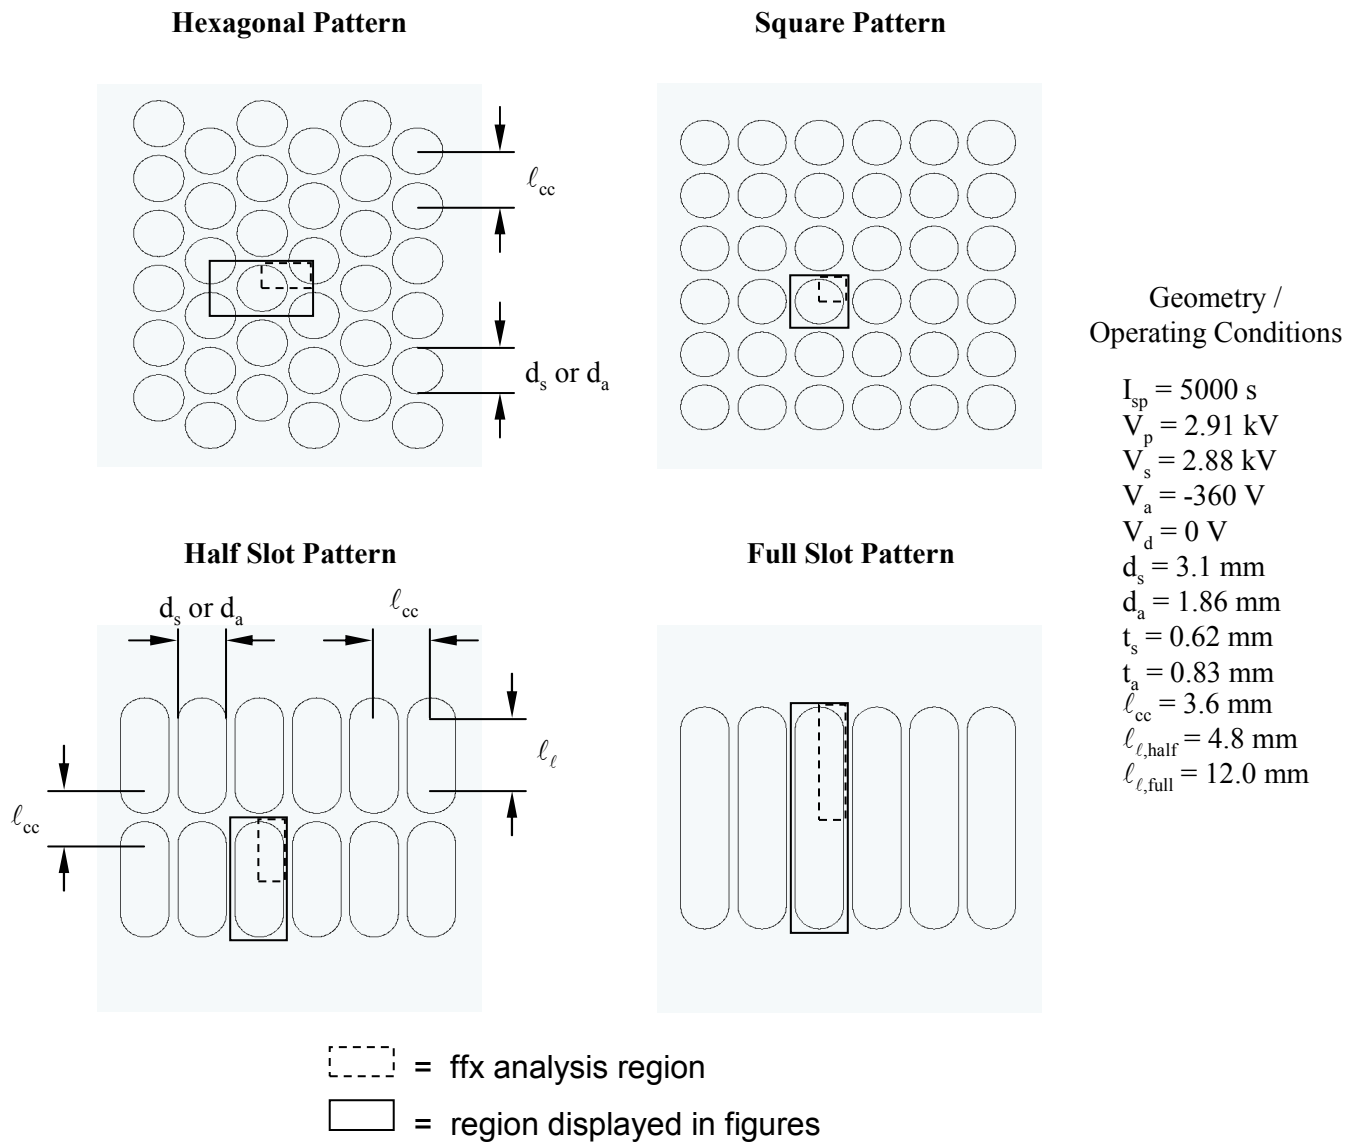 Hexagonal Pattern
Square Pattern
ℓcc
ds or da
Geometry /
Operating Conditions
Isp = 5000 s
Vp = 2.91 kV
Vs = 2.88 kV
Va = -360 V
Vd = 0 V
ds = 3.1 mm
da = 1.86 mm
ts = 0.62 mm
ta = 0.83 mm
ℓcc = 3.6 mm
ℓℓ,half = 4.8 mm
ℓℓ,full = 12.0 mm
Half Slot Pattern
Full Slot Pattern
ds or da
ℓcc
ℓℓ
ℓcc
= ffx analysis region
= region displayed in figures